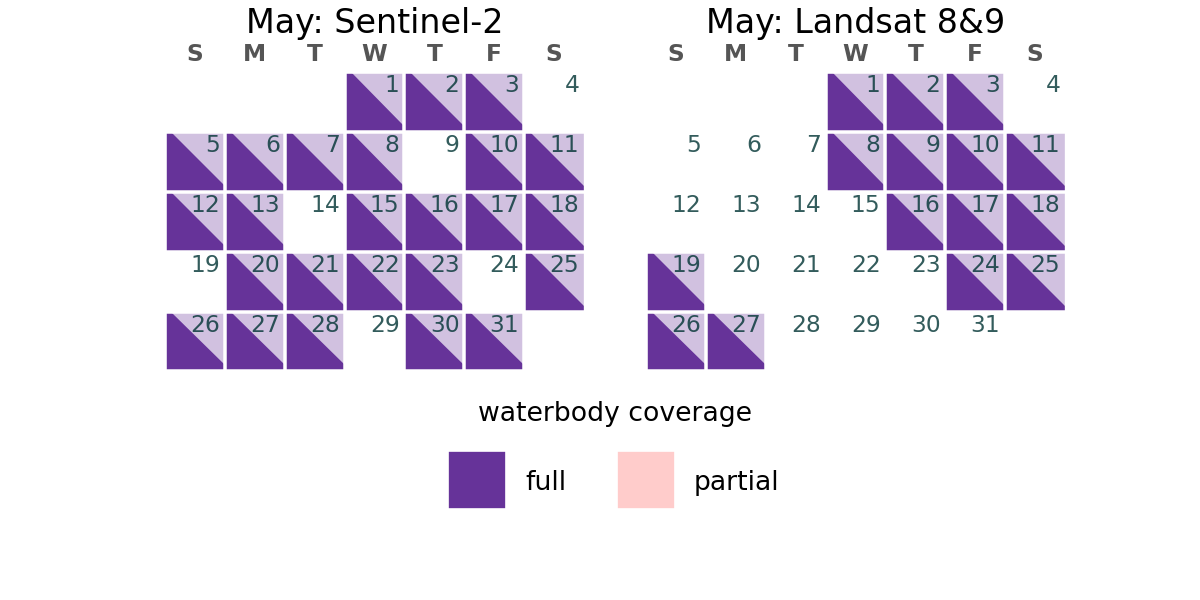 May: Sentinel-2
S M T W T F S
1 2 3 4
5 6 7 8 9 10 11
12 13 14 15 16 17 18
19 20 21 22 23 24 25
26 27 28 29 30 31
May: Landsat 8&9
S M T W T F S
1 2 3 4
5 6 7 8 9 10 11
12 13 14 15 16 17 18
19 20 21 22 23 24 25
26 27 28 29 30 31
waterbody coverage
full partial